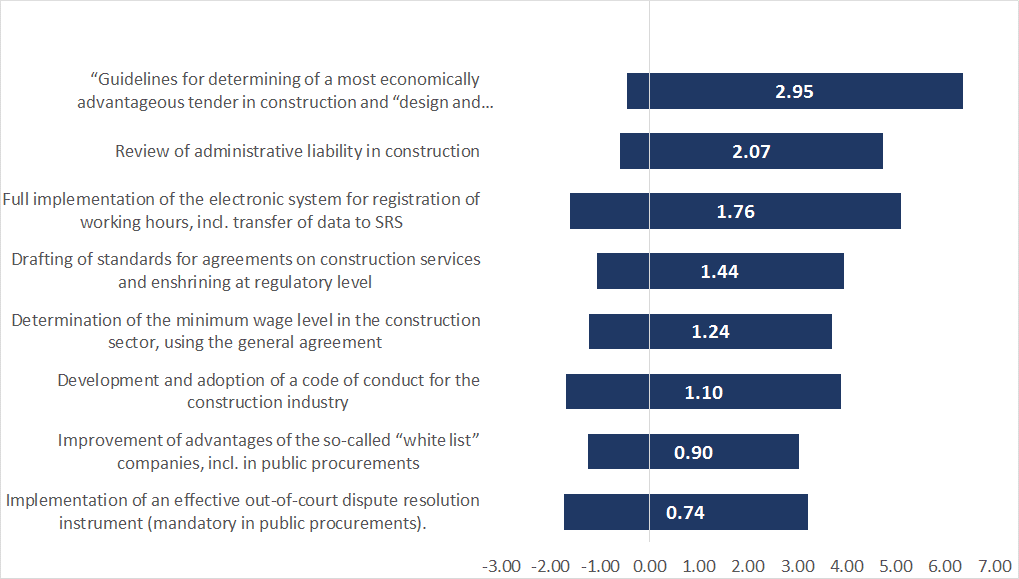 “Guidelines for determining of a most economically
advantageous tender in construction and “design and...
2.95
Review of administrative liability in construction
2.07
Full implementation of the electronic system for registration of
working hours, incl. transfer of data to SRS
1.76
Drafting of standards for agreements on construction services
and enshrining at regulatory level
1.44
Determination of the minimum wage level in the construction
sector, using the general agreement
1.24
Development and adoption of a code of conduct for the
construction industry
1.10
Improvement of advantages of the so-called “white list”
companies, incl. in public procurements
0.90
Implementation of an effective out-of-court dispute resolution
instrument (mandatory in public procurements).
0.74
-3.00 -2.00 -1.00 0.00 1.00 2.00 3.00 4.00 5.00 6.00 7.00